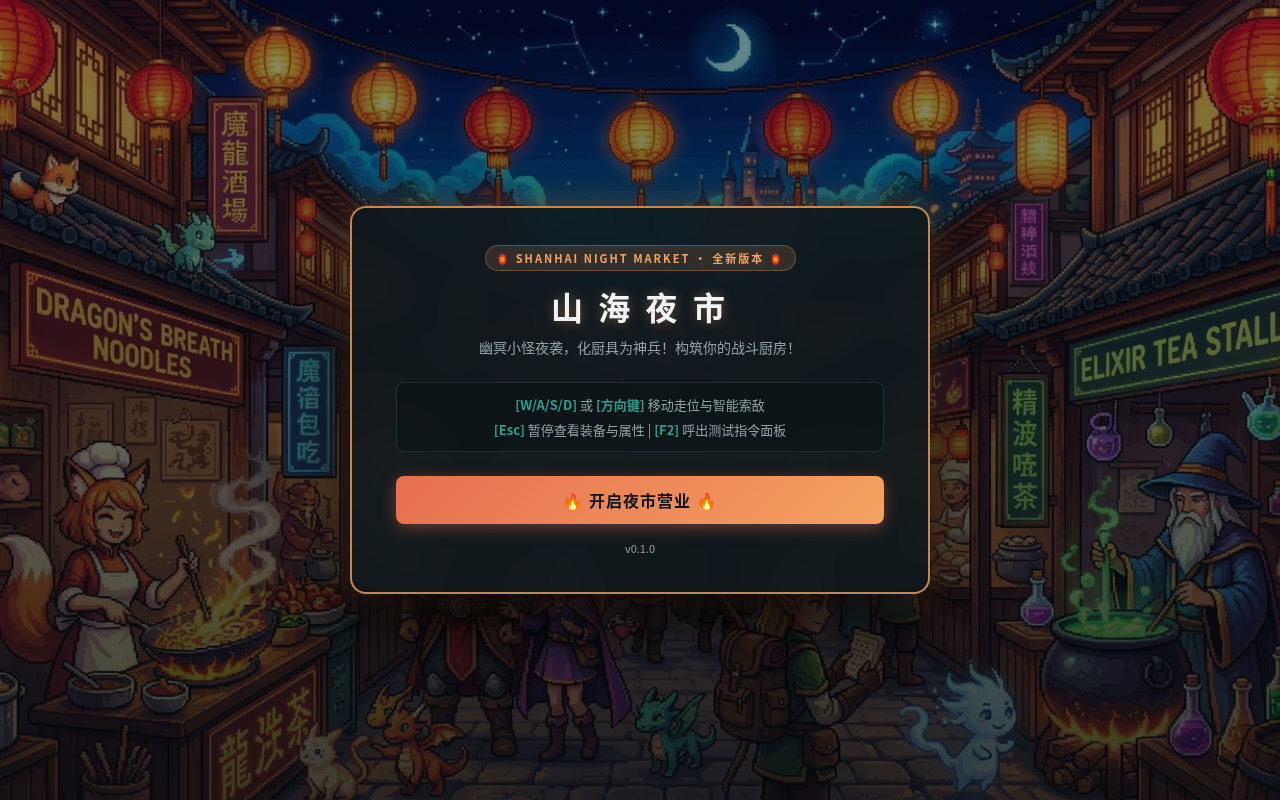 魔龍酒場
DRAGON'S BREATH
NOODLES
ELIXIR TEA STALL
SHANHAI NIGHT MARKET · 全新版本
山海夜市
幽冥小怪夜袭，化厨具为神兵！构筑你的战斗厨房！
[W/A/S/D] 或 [方向键] 移动走位与智能索敌
[Esc] 暂停查看装备与属性 | [F2] 呼出测试指令面板
🔥 开启夜市营业 🔥
v0.1.0